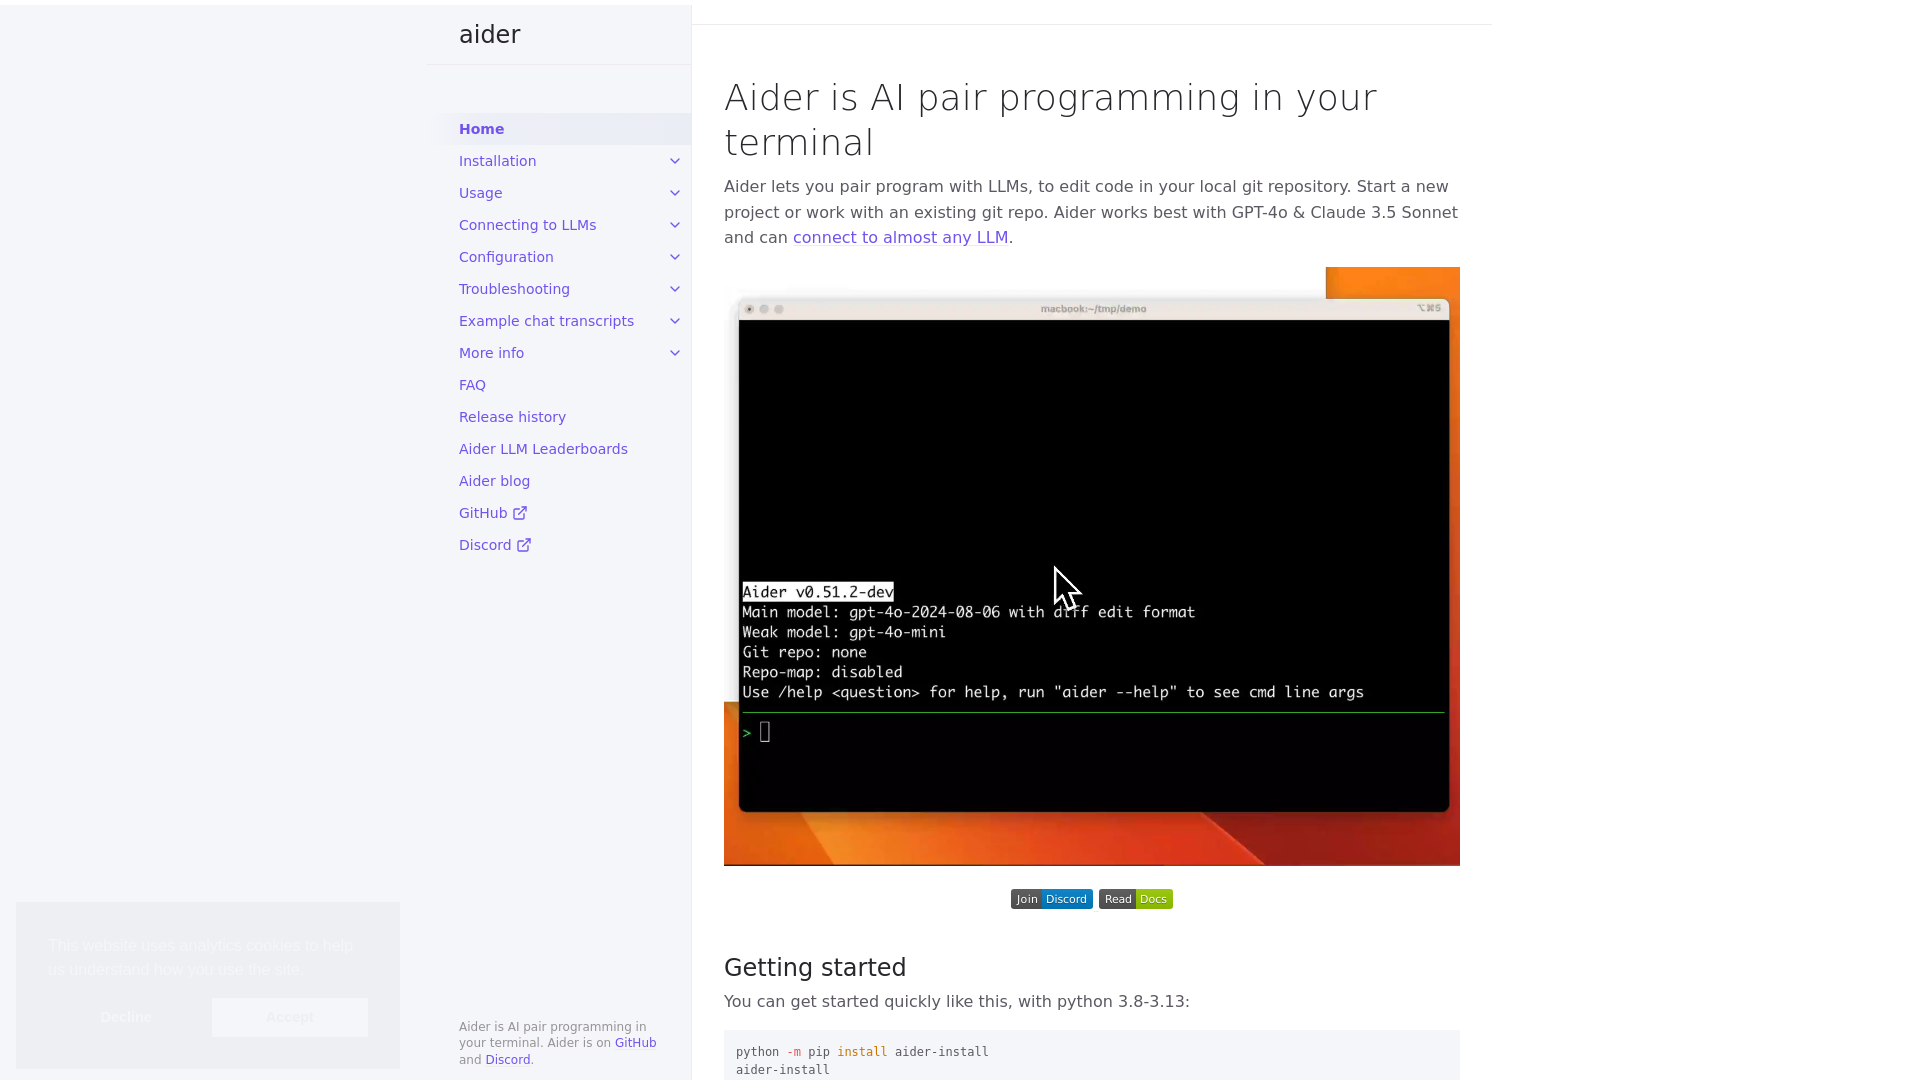 aider
Home
Installation
Usage
Connecting to LLMs
Configuration
Troubleshooting
Example chat transcripts
More info
FAQ
Release history
Aider LLM Leaderboards
Aider blog
GitHub
Discord
This website uses analytics cookies to help
us understand how you use the site.
Decline
Accept
Aider is AI pair programming in
your terminal. Aider is on GitHub
and Discord.
Aider is AI pair programming in your
terminal
Aider lets you pair program with LLMs, to edit code in your local git repository. Start a new
project or work with an existing git repo. Aider works best with GPT-4o & Claude 3.5 Sonnet
and can connect to almost any LLM.
macbook:~/tmp/demo
⌥⌘5
Aider v0.51.2-dev
Main model: gpt-4o-2024-08-06 with diff edit format
Weak model: gpt-4o-mini
Git repo: none
Repo-map: disabled
Use /help <question> for help, run "aider --help" to see cmd line args
>
Join Discord Read Docs
Getting started
You can get started quickly like this, with python 3.8-3.13:
python -m pip install aider-install
aider-install